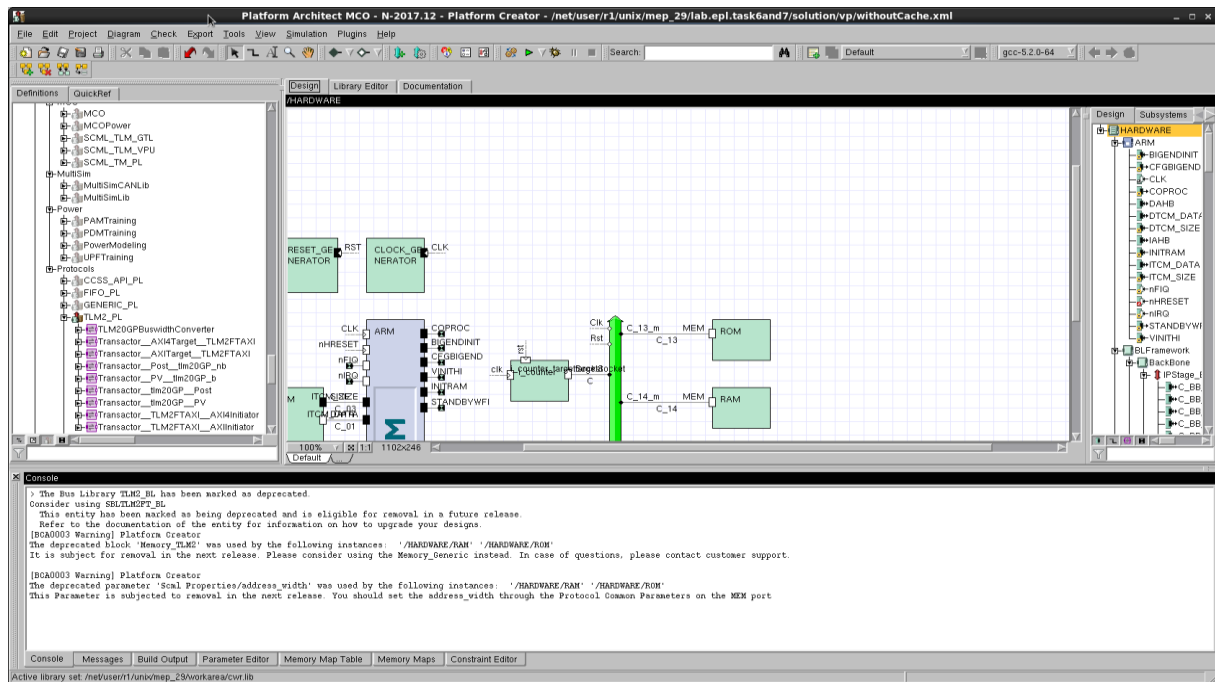 Platform Architect MCO - N-2017.12 - Platform Creator - /net/user/r1/unix/mep_29/lab.epl.task6and7/solution/vp/withoutCache.xml
File Edit Project Diagram Check Export Tools View Simulation Plugins Help
Search: Default gcc-5.2.0-64
Definitions QuickRef
MCO
MCOPower
SCML_TLM_GTL
SCML_TLM_VPU
SCML_TM_PL
MultiSim
MultiSimCANLib
MultiSimLib
Power
PAMTraining
PDMTraining
PowerModeling
UPFTraining
Protocols
CCSS_API_PL
FIFO_PL
GENERIC_PL
TLM2_PL
TLM20GPBuswidthConverter
Transactor__AXI4Target__TLM2FTAXI
Transactor__AXITarget__TLM2FTAXI
Transactor__Post__tlm20GP_nb
Transactor__PV__tlm20GP_b
Transactor__tlm20GP__Post
Transactor__tlm20GP__PV
Transactor__TLM2FTAXI__AXI4Initiator
Transactor__TLM2FTAXI__AXIInitiator
Design Library Editor Documentation
/HARDWARE
RESET_GE
NERATOR
RST
CLOCK_GE
NERATOR
CLK
CLK
nHRESET
nFIQ
nIRQ
ARM
COPROC
BIGENDINIT
CFGBIGEND
VINITHI
INITRAM
STANDBYWFI
M
C_03
C_01
rst
clk
C
Clk
Rst
C_13_m MEM
C_13
ROM
C_14_m MEM
C_14
RAM
100% 1:1 1102x246
Default
Design Subsystems
HARDWARE
ARM
BIGENDINIT
CFGBIGEND
CLK
COPROC
DAHB
DTCM_DATA
DTCM_SIZE
IAHB
INITRAM
ITCM_DATA
ITCM_SIZE
nFIQ
nHRESET
nIRQ
STANDBYWF
VINITHI
BLFramework
BackBone
IPStage_
C_BB
C_BB
C_BB
C_BB
Console
> The Bus Library TLM2_BL has been marked as deprecated.
Consider using SBLTLM2FT_BL
This entity has been marked as being deprecated and is eligible for removal in a future release.
Refer to the documentation of the entity for information on how to upgrade your designs.
[BCA0003 Warning] Platform Creator
The deprecated block 'Memory_TLM2' was used by the following instances: '/HARDWARE/RAM' '/HARDWARE/ROM'
It is subject for removal in the next release. Please consider using the Memory_Generic instead. In case of questions, please contact customer support.
[BCA0003 Warning] Platform Creator
The deprecated parameter 'Scml Properties/address_width' was used by the following instances: '/HARDWARE/RAM' '/HARDWARE/ROM'
This Parameter is subjected to removal in the next release. You should set the address_width through the Protocol Common Parameters on the MEM port
Console Messages Build Output Parameter Editor Memory Map Table Memory Maps Constraint Editor
Active library set: /net/user/r1/unix/mep_29/workarea/cwr.lib